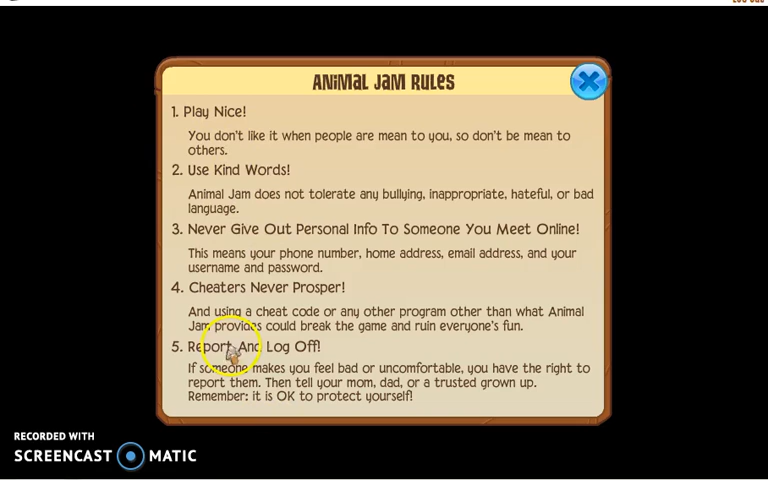 ANIMAL JAM RULES
1. Play Nice!
You don't like it when people are mean to you, so don't be mean to
others.
2. Use Kind Words!
Animal Jam does not tolerate any bullying, inappropriate, hateful, or bad
language.
3. Never Give Out Personal Info To Someone You Meet Online!
This means your phone number, home address, email address, and your
username and password.
4. Cheaters Never Prosper!
And using a cheat code or any other program other than what Animal
Jam provides could break the game and ruin everyone's fun.
5. Report And Log Off!
If someone makes you feel bad or uncomfortable, you have the right to
report them. Then tell your mom, dad, or a trusted grown up.
Remember: it is OK to protect yourself!
RECORDED WITH
SCREENCAST MATIC